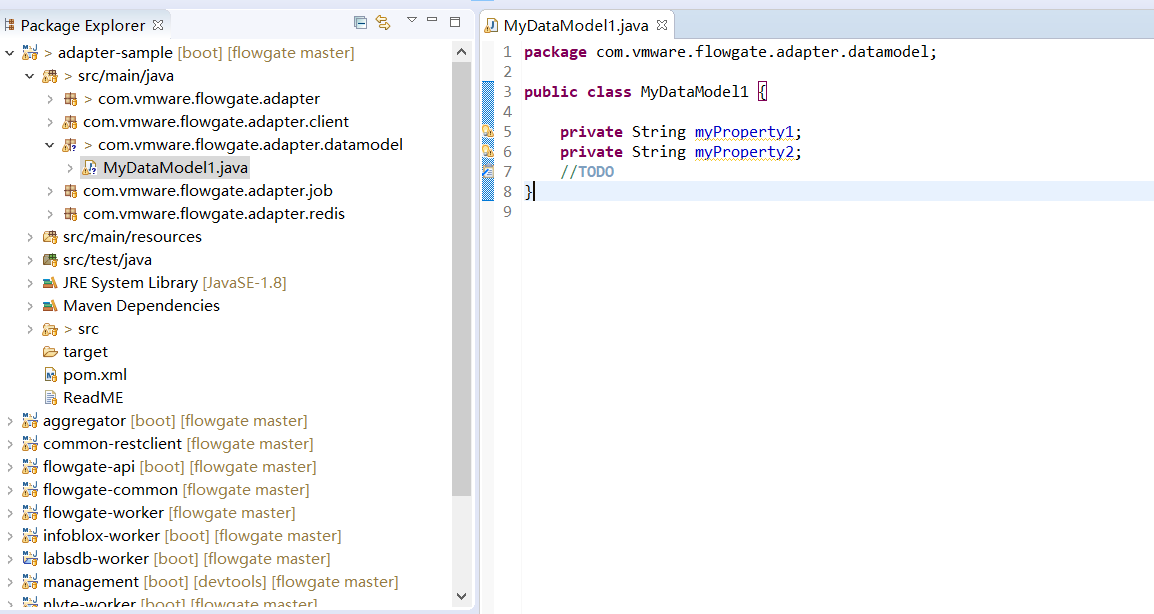 Package Explorer
> adapter-sample [boot] [flowgate master]
> src/main/java
> com.vmware.flowgate.adapter
com.vmware.flowgate.adapter.client
> com.vmware.flowgate.adapter.datamodel
MyDataModel1.java
com.vmware.flowgate.adapter.job
com.vmware.flowgate.adapter.redis
src/main/resources
src/test/java
JRE System Library [JavaSE-1.8]
Maven Dependencies
> src
target
pom.xml
ReadME
aggregator [boot] [flowgate master]
common-restclient [flowgate master]
flowgate-api [boot] [flowgate master]
flowgate-common [flowgate master]
flowgate-worker [flowgate master]
infoblox-worker [boot] [flowgate master]
labsdb-worker [boot] [flowgate master]
management [boot] [devtools] [flowgate master]
nlyte-worker [boot] [flowgate master]
MyDataModel1.java
1 package com.vmware.flowgate.adapter.datamodel;
2
3 public class MyDataModel1 {
4
5 private String myProperty1;
6 private String myProperty2;
7 //TODO
8 }
9